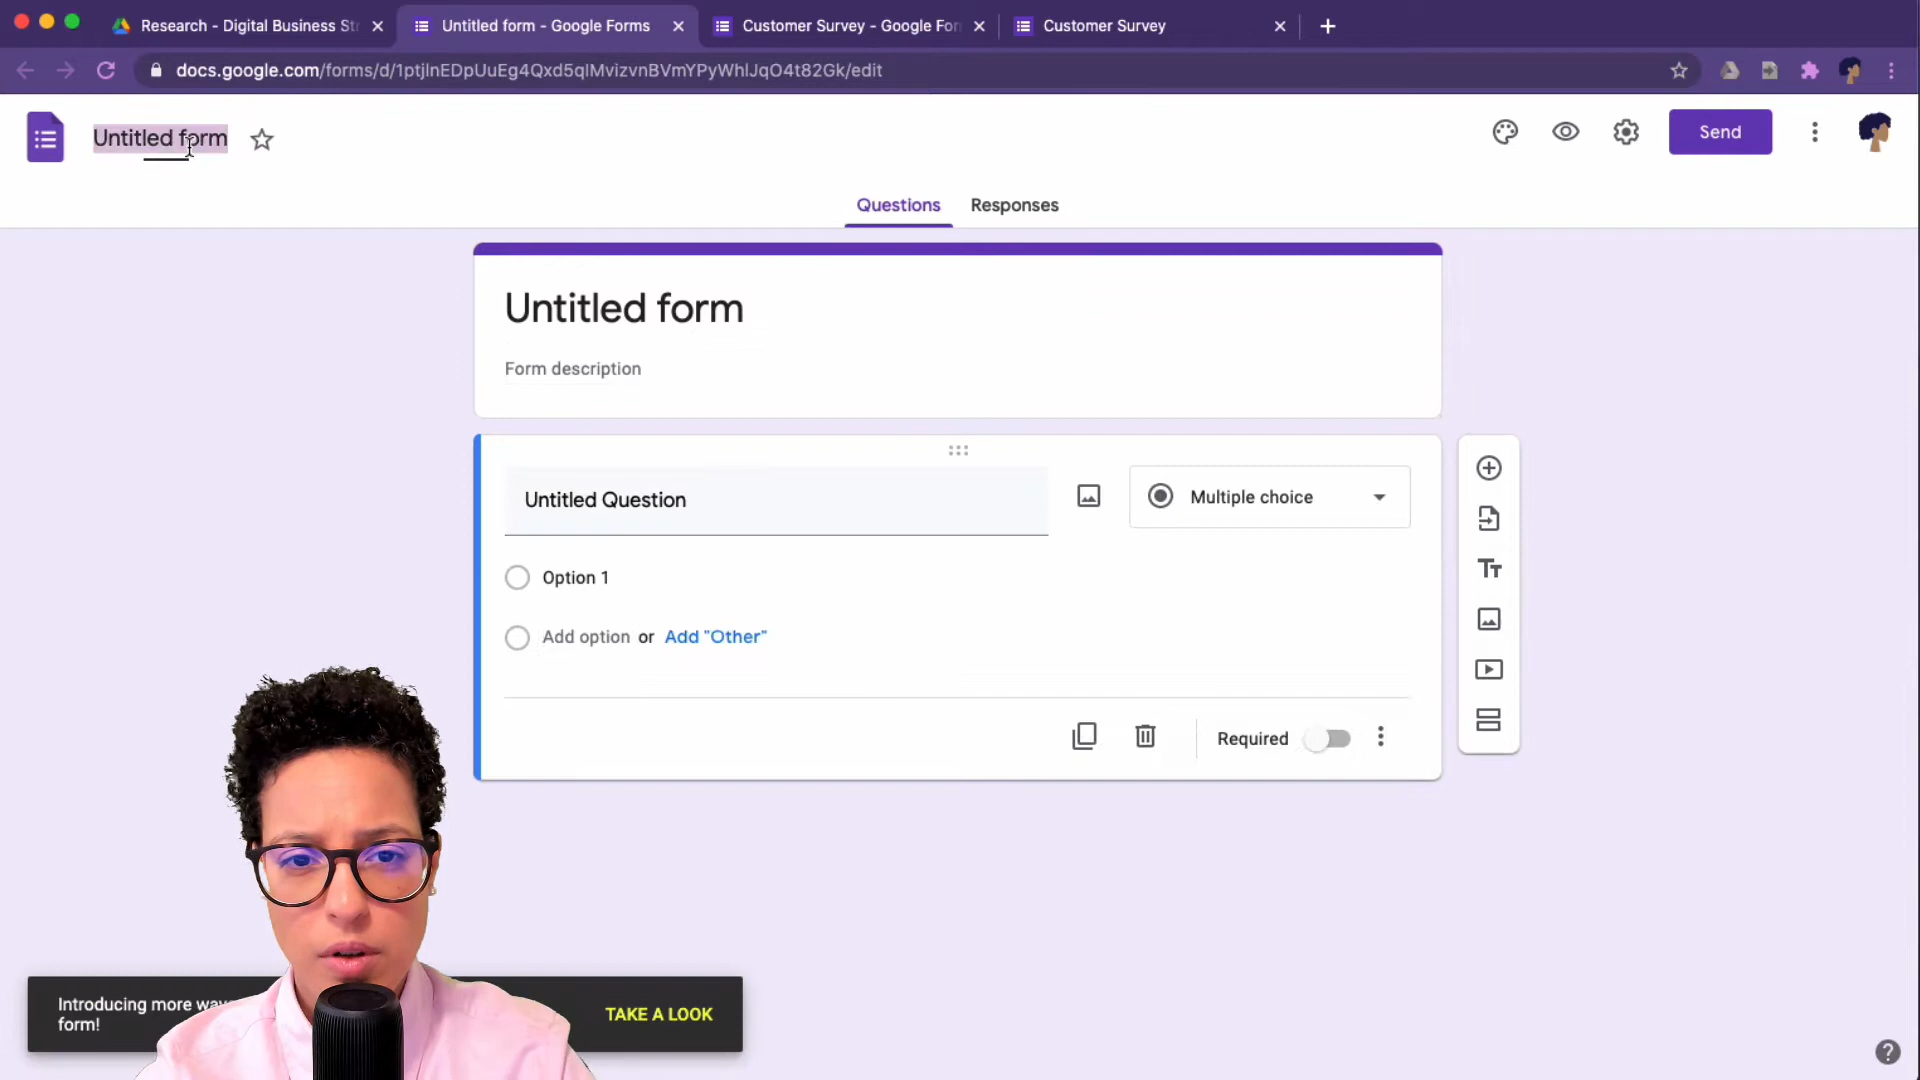 Research - Digital Business Str
Untitled form - Google Forms
Customer Survey - Google For
Customer Survey
docs.google.com/forms/d/1ptjlnEDpUuEg4Qxd5qlMvizvnBVmYPyWhlJqO4t82Gk/edit
Untitled form
Send
Questions
Responses
Untitled form
Form description
Untitled Question
Multiple choice
Option 1
Add option or Add "Other"
Required
Introducing more
form!
TAKE A LOOK